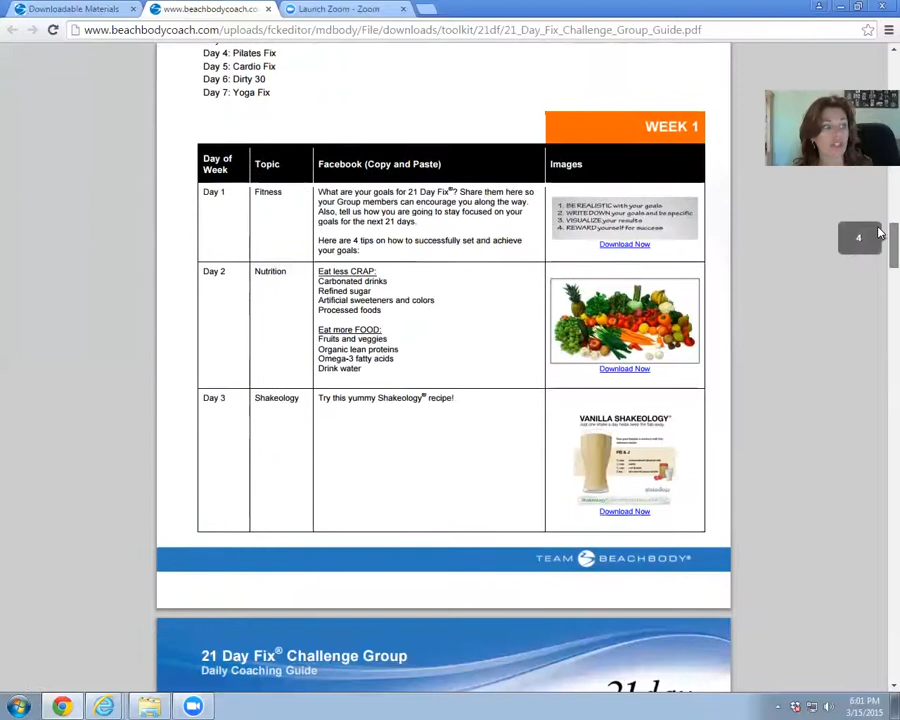 Downloadable Materials
www.beachbodycoach.com
Launch Zoom - Zoom
www.beachbodycoach.com/uploads/fckeditor/mdbody/File/downloads/toolkit/21df/21_Day_Fix_Challenge_Group_Guide.pdf
Day 4: Pilates Fix
Day 5: Cardio Fix
Day 6: Dirty 30
Day 7: Yoga Fix
WEEK 1
Day of Week
Topic
Facebook (Copy and Paste)
Images
Day 1
Fitness
What are your goals for 21 Day Fix®? Share them here so
your Group members can encourage you along the way.
Also, tell us how you are going to stay focused on your
goals for the next 21 days.
Here are 4 tips on how to successfully set and achieve
your goals:
1. BE REALISTIC with your goals
2. WRITE DOWN your goals and be specific
3. VISUALIZE your results
4. REWARD yourself for success
Download Now
4
Day 2
Nutrition
Eat less CRAP:
Carbonated drinks
Refined sugar
Artificial sweeteners and colors
Processed foods
Eat more FOOD:
Fruits and veggies
Organic lean proteins
Omega-3 fatty acids
Drink water
Download Now
Day 3
Shakeology
Try this yummy Shakeology® recipe!
VANILLA SHAKEOLOGY®
PB & J
Download Now
TEAM BEACHBODY®
21 Day Fix® Challenge Group
Daily Coaching Guide
21 day
6:01 PM
3/15/2015